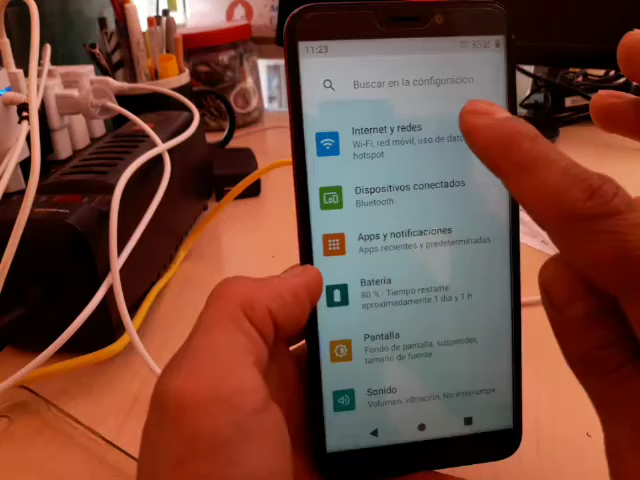 11:23
Buscar en la configuración
Internet y redes
Wi-Fi, red móvil, uso de dato
hotspot
Dispositivos conectados
Bluetooth
Apps y notificaciones
Apps recientes y predeterminadas
Batería
80 % - Tiempo restante:
aproximadamente 1 día y 1 h
Pantalla
Fondo de pantalla, suspender,
tamaño de fuente
Sonido
Volumen, vibración, No interrumpir